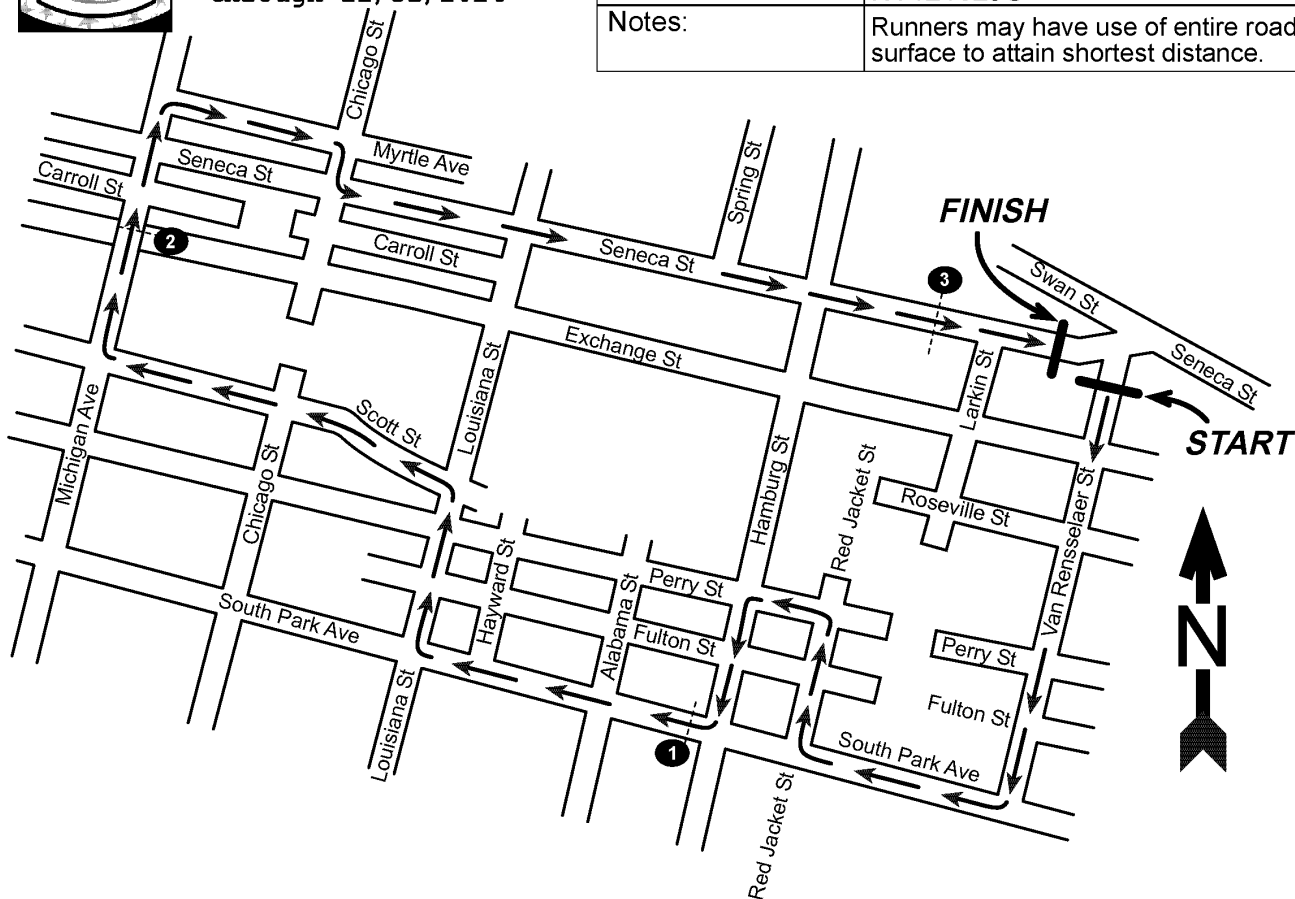 Chicago St
Notes:
Runners may have use of entire road
surface to attain shortest distance.
Myrtle Ave
Seneca St
Carroll St
Spring St
FINISH
Carroll St
Seneca St
2
3
Swan St
Exchange St
Louisiana St
Larkin St
Seneca St
START
Scott St
Michigan Ave
Chicago St
Hamburg St
Red Jacket St
Roseville St
Van Rensselaer St
Hayward St
Perry St
Alabama St
South Park Ave
Fulton St
Perry St
N
Fulton St
Louisiana St
1
South Park Ave
Red Jacket St